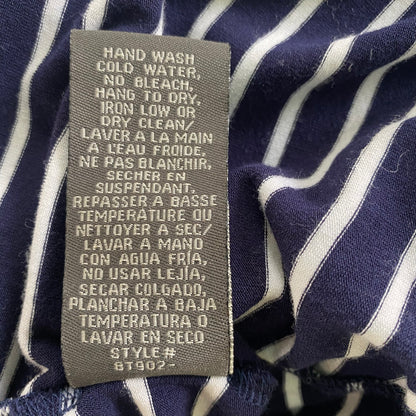 HAND WASH
COLD WATER,
NO BLEACH,
HANG TO DRY,
IRON LOW OR
DRY CLEAN/
LAVER A LA MAIN
A L'EAU FROIDE,
NE PAS BLANCHIR,
SECHER EN
SUSPENDANT.
REPASSER A BASSE
TEMPERATURE OU
NETTOYER A SEC/
LAVAR A MANO
CON AGUA FRÍA,
NO USAR LEJÍA,
SECAR COLGADO,
PLANCHAR A BAJA
TEMPERATURA O
LAVAR EN SECO
STYLE#
BT902-